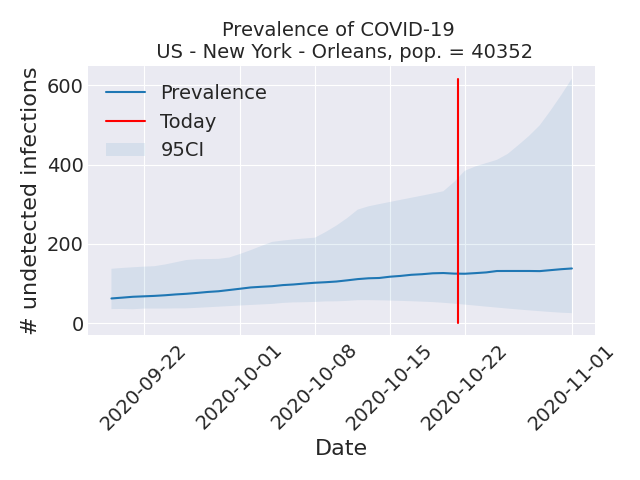 Prevalence of COVID-19
US - New York - Orleans, pop. = 40352
# undetected infections
600
400
200
0
Prevalence
Today
95CI
2020-09-22
2020-10-01
2020-10-08
2020-10-15
2020-10-22
2020-11-01
Date